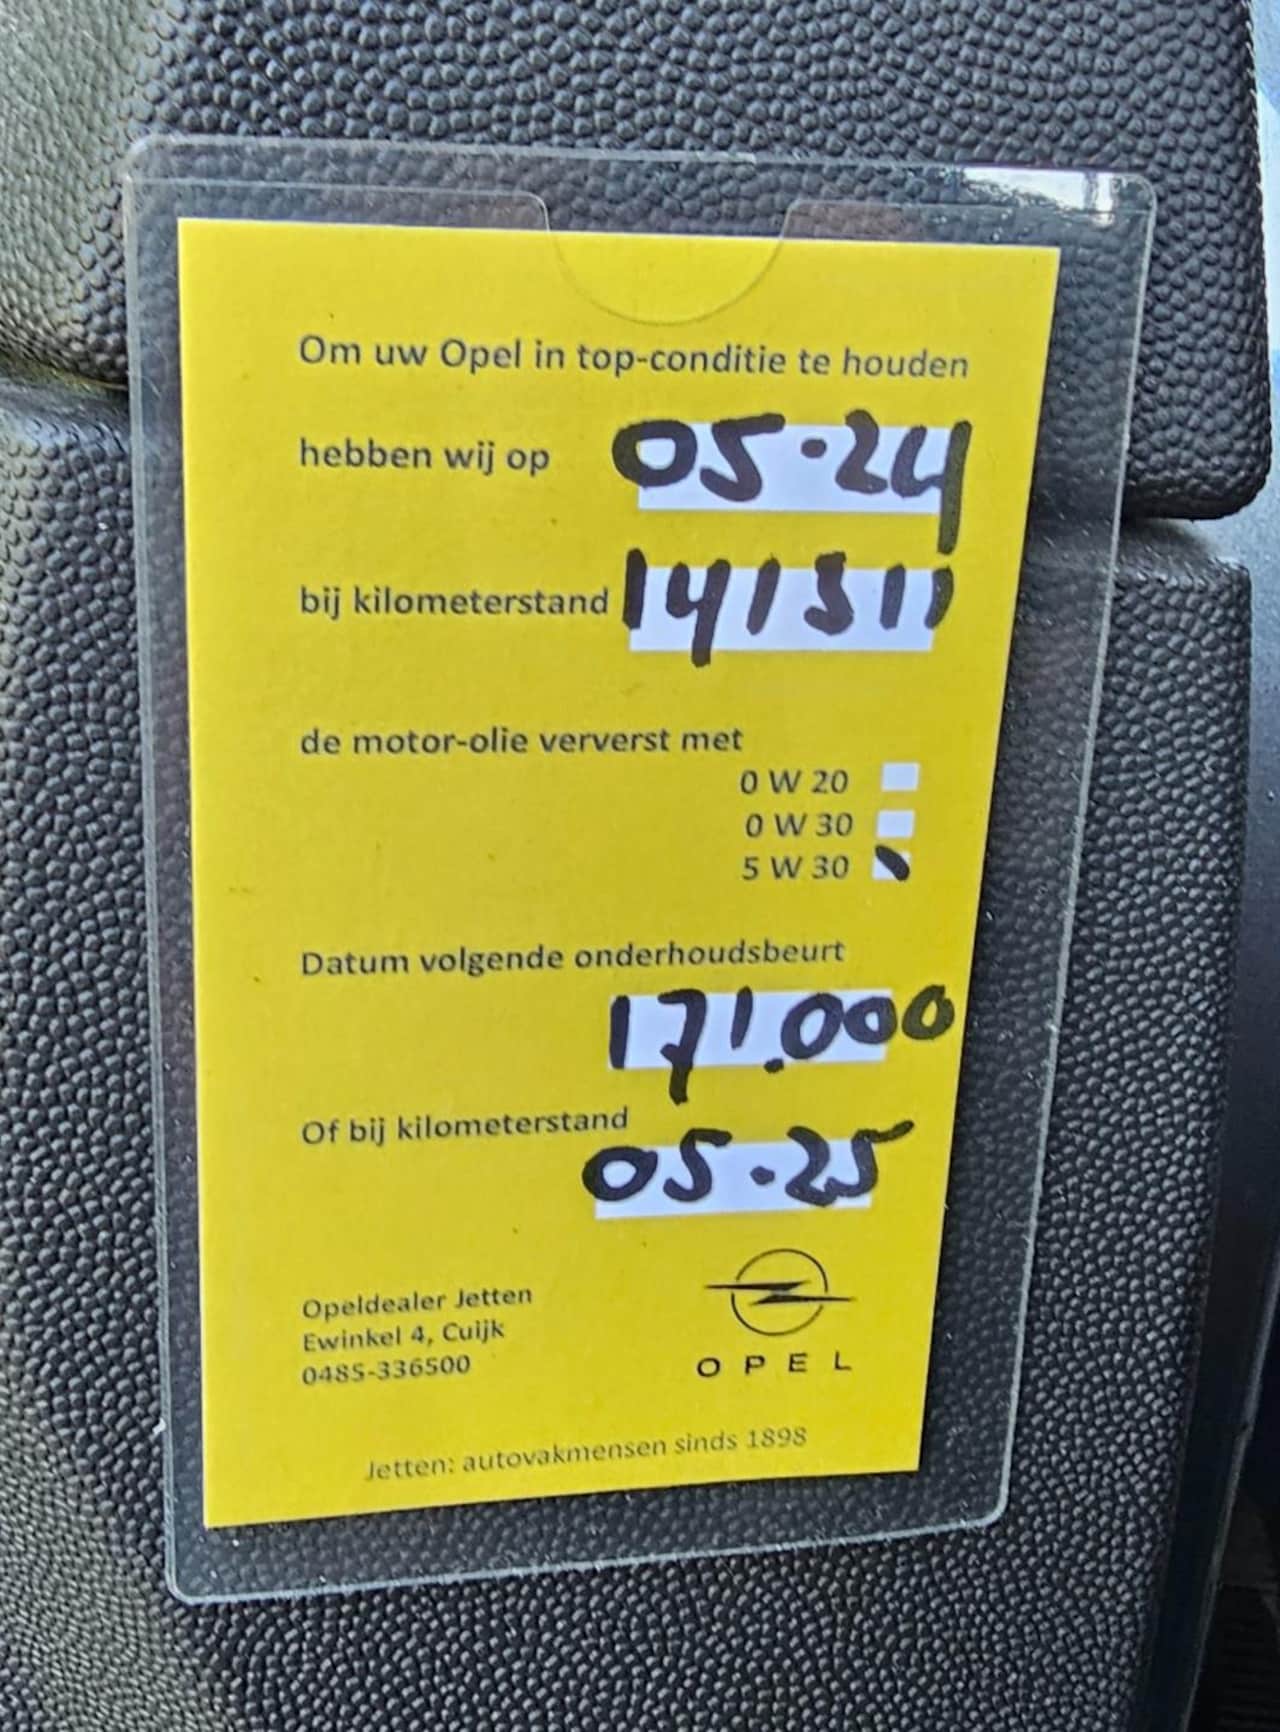 Om uw Opel in top-conditie te houden
hebben wij op 05.24
bij kilometerstand 141511
de motor-olie ververst met
0 W 20
0 W 30
5 W 30
Datum volgende onderhoudsbeurt
171.000
Of bij kilometerstand
05.25
Opeldealer Jetten
Ewinkel 4, Cuijk
0485-336500
OPEL
Jetten: autovakmensen sinds 1898